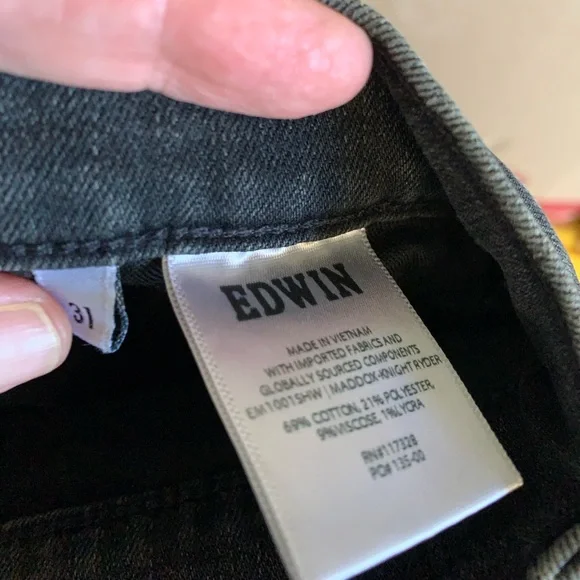 31
EDWIN
MADE IN VIETNAM
WITH IMPORTED FABRICS AND
GLOBALLY SOURCED COMPONENTS
EM1001SHW | MADDOX-KNIGHT RYDER
69% COTTON, 21% POLYESTER,
9%VISCOSE, 1%LYCRA
RN#117328
PO# 135-00